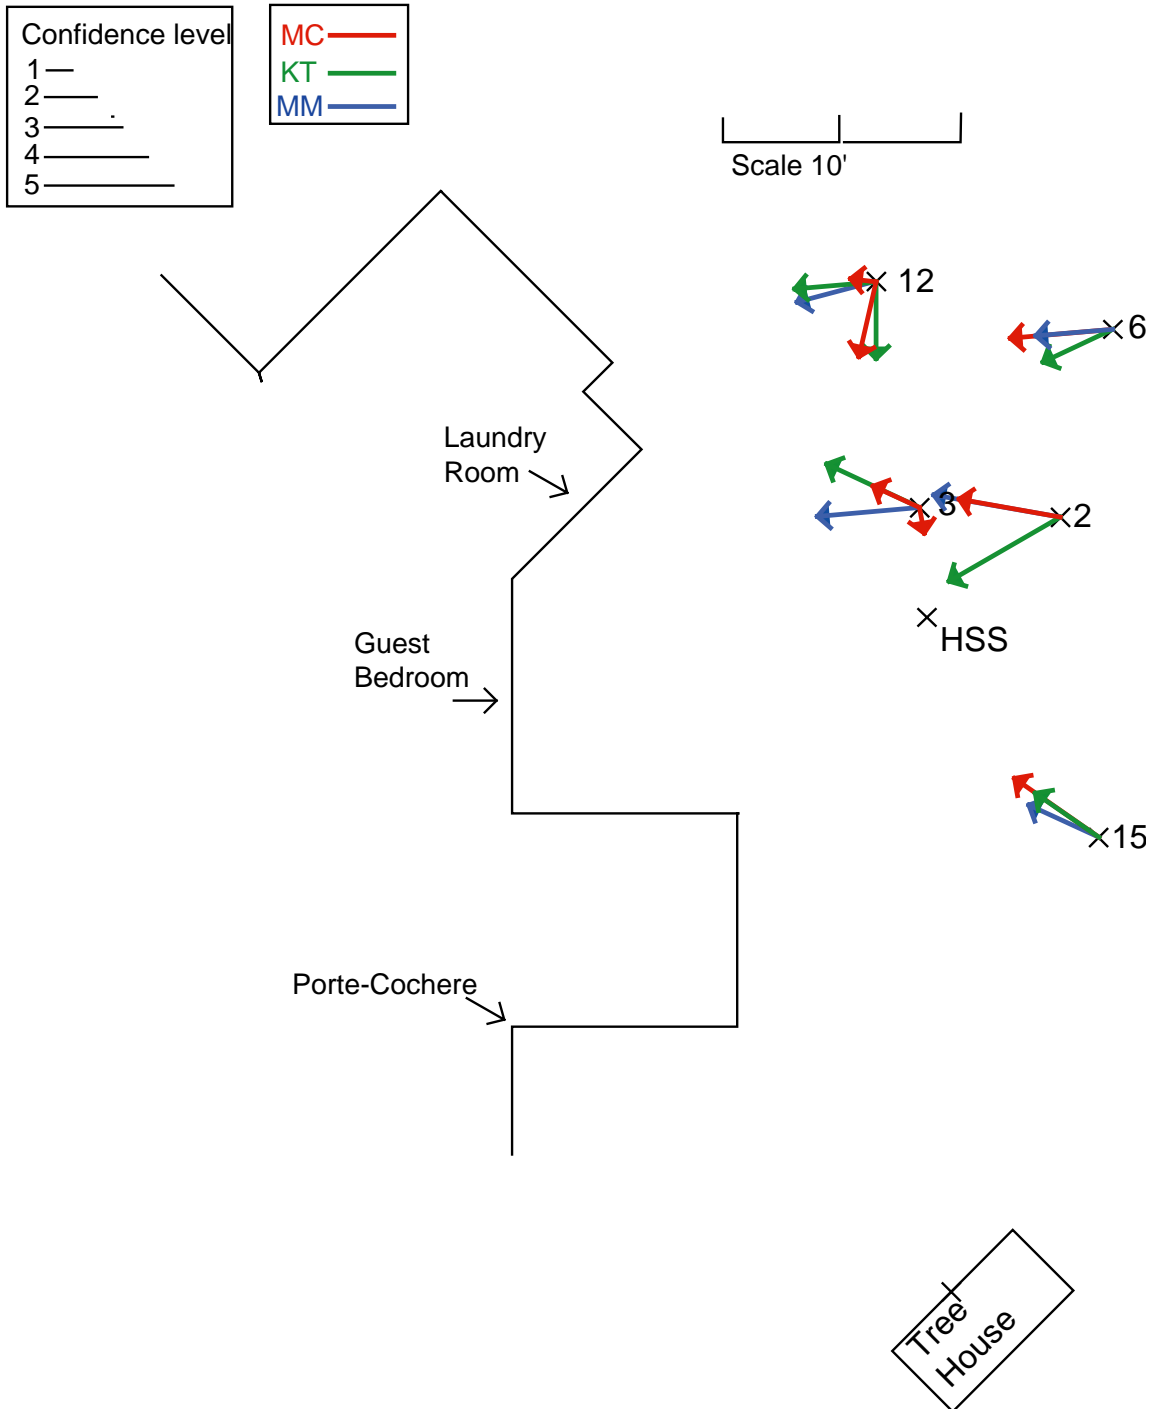 Confidence level
1
2
3
4
5
MC
KT
MM
Scale 10'
12
6
Laundry
Room
3
2
HSS
Guest
Bedroom
15
Porte-Cochere
Tree
House